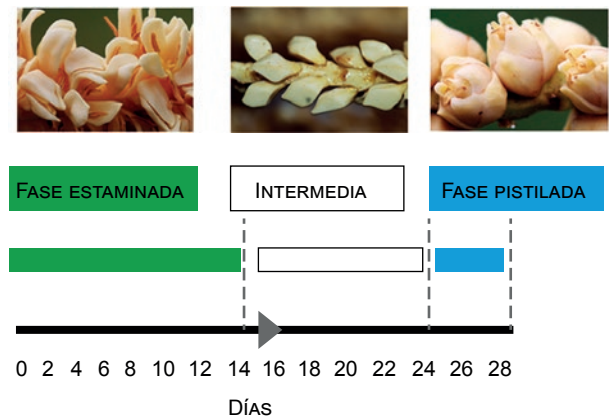 FASE ESTAMINADA INTERMEDIA FASE PISTILADA
0 2 4 6 8 10 12 14 16 18 20 22 24 26 28
DÍAS